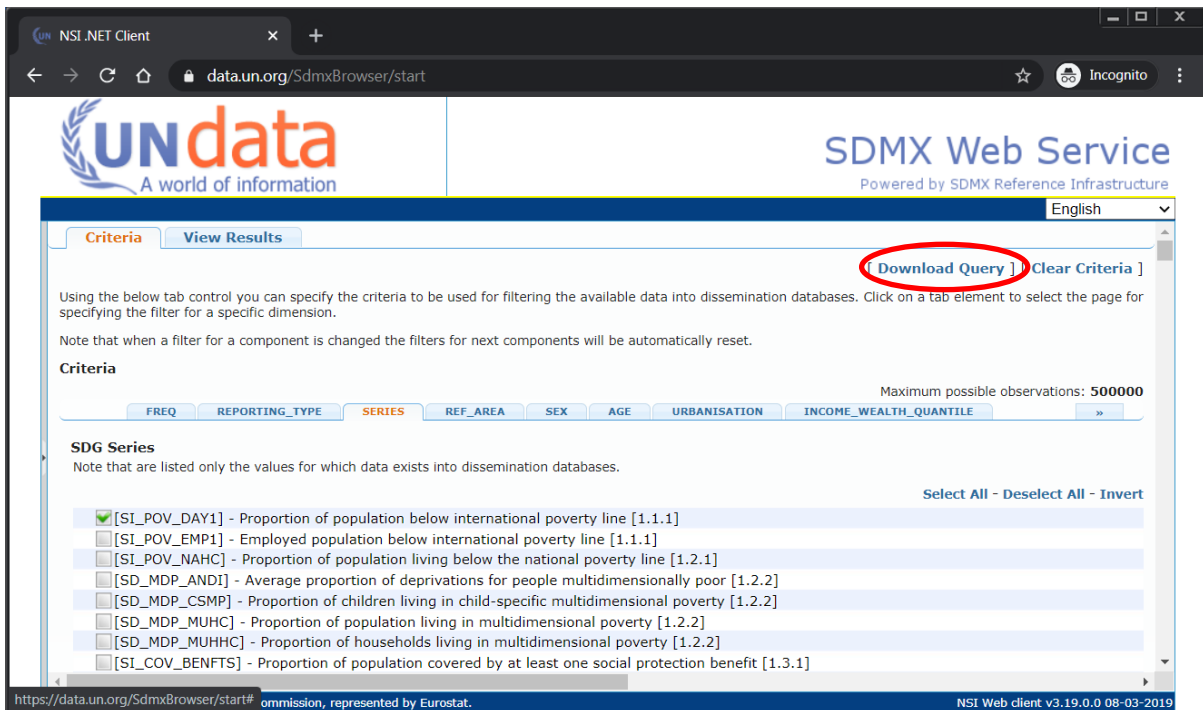 NSI .NET Client
data.un.org/SdmxBrowser/start
Incognito
UNdata
A world of information
SDMX Web Service
Powered by SDMX Reference Infrastructure
English
Criteria View Results
[ Download Query ] [ Clear Criteria ]
Using the below tab control you can specify the criteria to be used for filtering the available data into dissemination databases. Click on a tab element to select the page for
specifying the filter for a specific dimension.
Note that when a filter for a component is changed the filters for next components will be automatically reset.
Criteria
Maximum possible observations: 500000
FREQ REPORTING_TYPE SERIES REF_AREA SEX AGE URBANISATION INCOME_WEALTH_QUANTILE »
SDG Series
Note that are listed only the values for which data exists into dissemination databases.
Select All - Deselect All - Invert
[SI_POV_DAY1] - Proportion of population below international poverty line [1.1.1]
[SI_POV_EMP1] - Employed population below international poverty line [1.1.1]
[SI_POV_NAHC] - Proportion of population living below the national poverty line [1.2.1]
[SD_MDP_ANDI] - Average proportion of deprivations for people multidimensionally poor [1.2.2]
[SD_MDP_CSMP] - Proportion of children living in child-specific multidimensional poverty [1.2.2]
[SD_MDP_MUHC] - Proportion of population living in multidimensional poverty [1.2.2]
[SD_MDP_MUHHC] - Proportion of households living in multidimensional poverty [1.2.2]
[SI_COV_BENFTS] - Proportion of population covered by at least one social protection benefit [1.3.1]
https://data.un.org/SdmxBrowser/start# ommission, represented by Eurostat. NSI Web client v3.19.0.0 08-03-2019